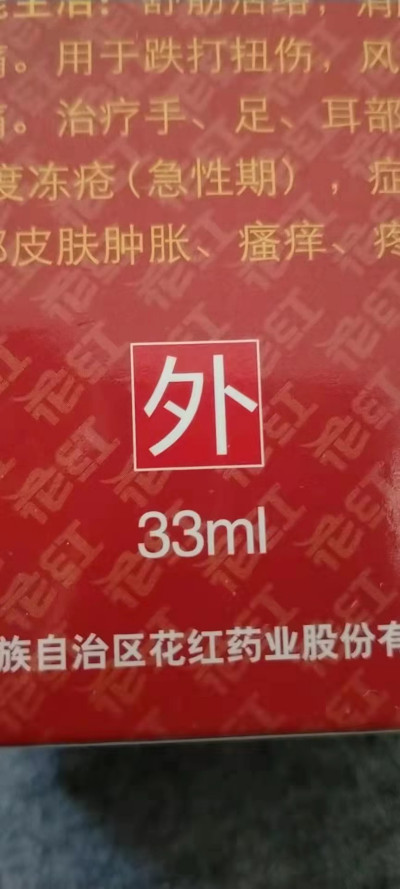 生活：舒筋活络，消
痛。用于跌打扭伤，风
痛。治疗手、足、耳部
度冻疮（急性期），症
部皮肤肿胀、瘙痒、疼
外
33ml
族自治区花红药业股份有